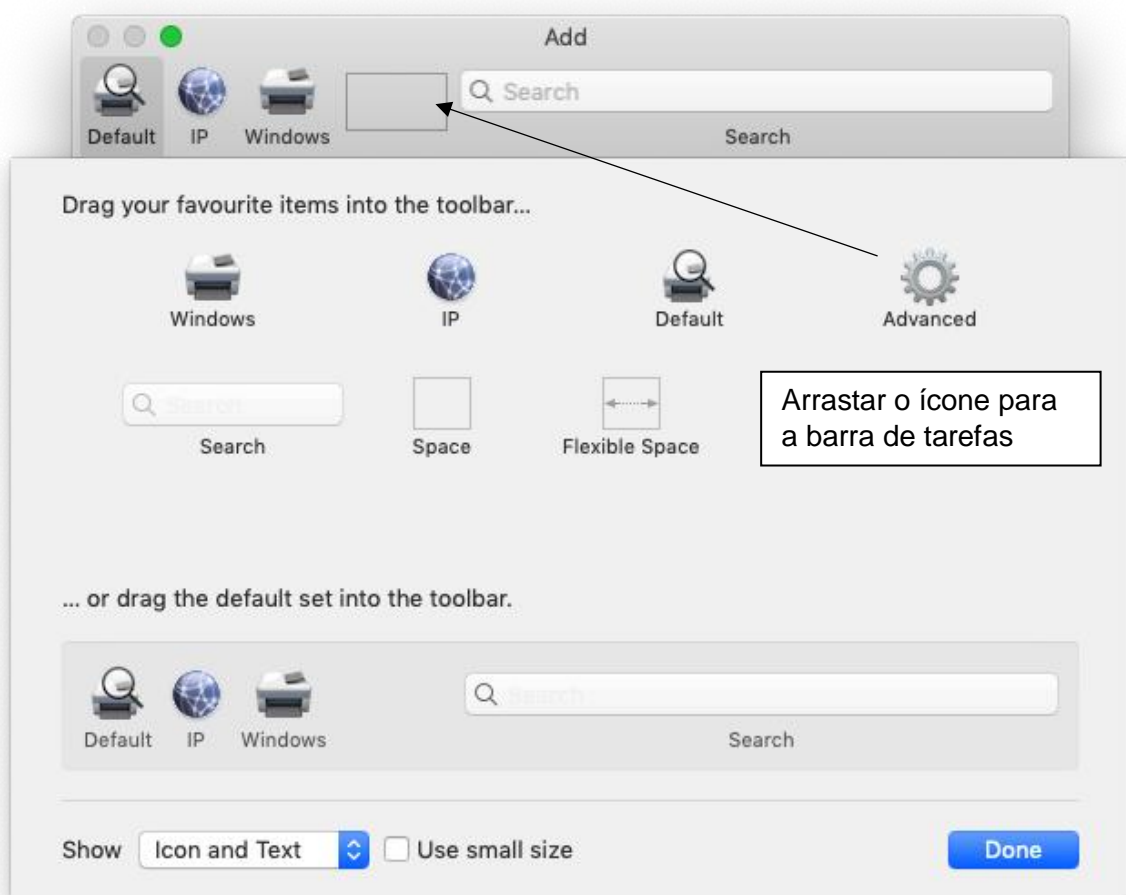 Add
Search
Default IP Windows Search
Drag your favourite items into the toolbar...
Windows IP Default Advanced
Search
Search Space Flexible Space
Arrastar o ícone para
a barra de tarefas
... or drag the default set into the toolbar.
Search
Default IP Windows Search
Show Icon and Text Use small size Done